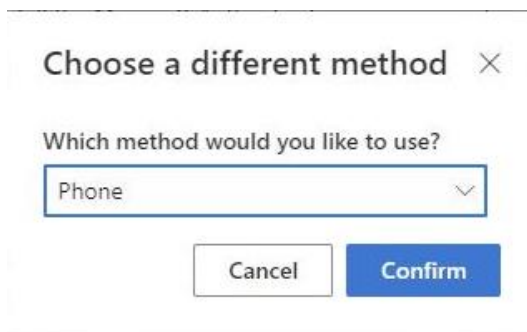 Choose a different method
Which method would you like to use?
Phone
Cancel
Confirm